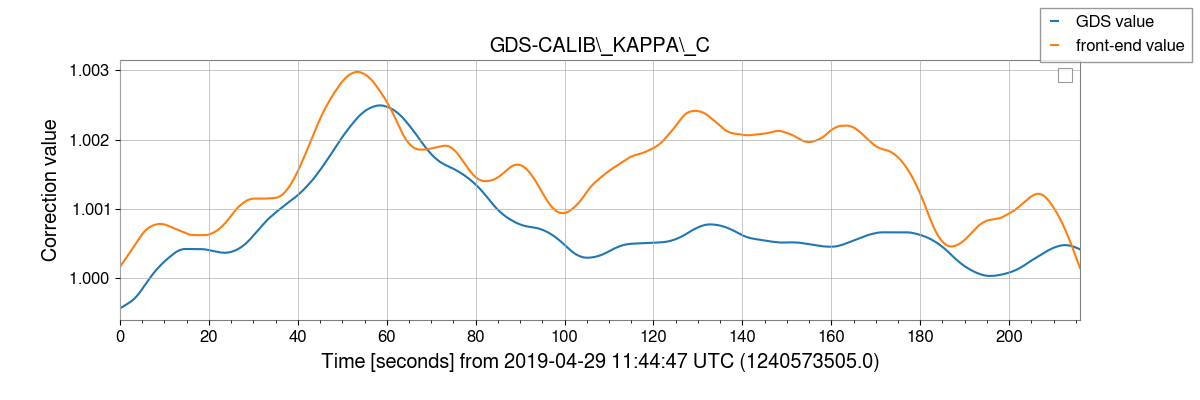 GDS value
front-end value
GDS-CALIB\_KAPPA\_C
1.003
1.002
1.001
1.000
Correction value
0 20 40 60 80 100 120 140 160 180 200
Time [seconds] from 2019-04-29 11:44:47 UTC (1240573505.0)